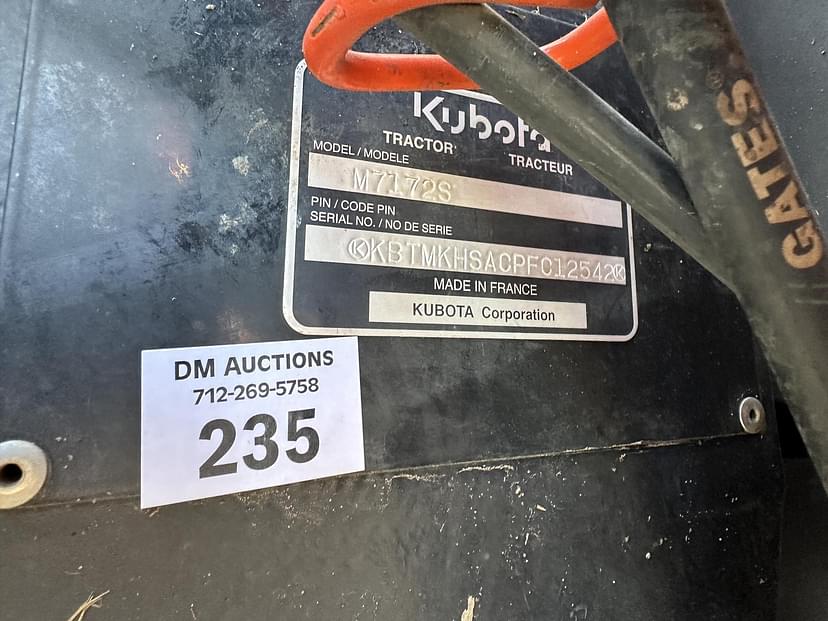 Kubota
TRACTOR
TRACTEUR
MODEL / MODELE
M7172S
PIN / CODE PIN
SERIAL NO. / NO DE SERIE
KBTMKHSACPFC12542
MADE IN FRANCE
KUBOTA Corporation
GATES®
DM AUCTIONS
712-269-5758
235